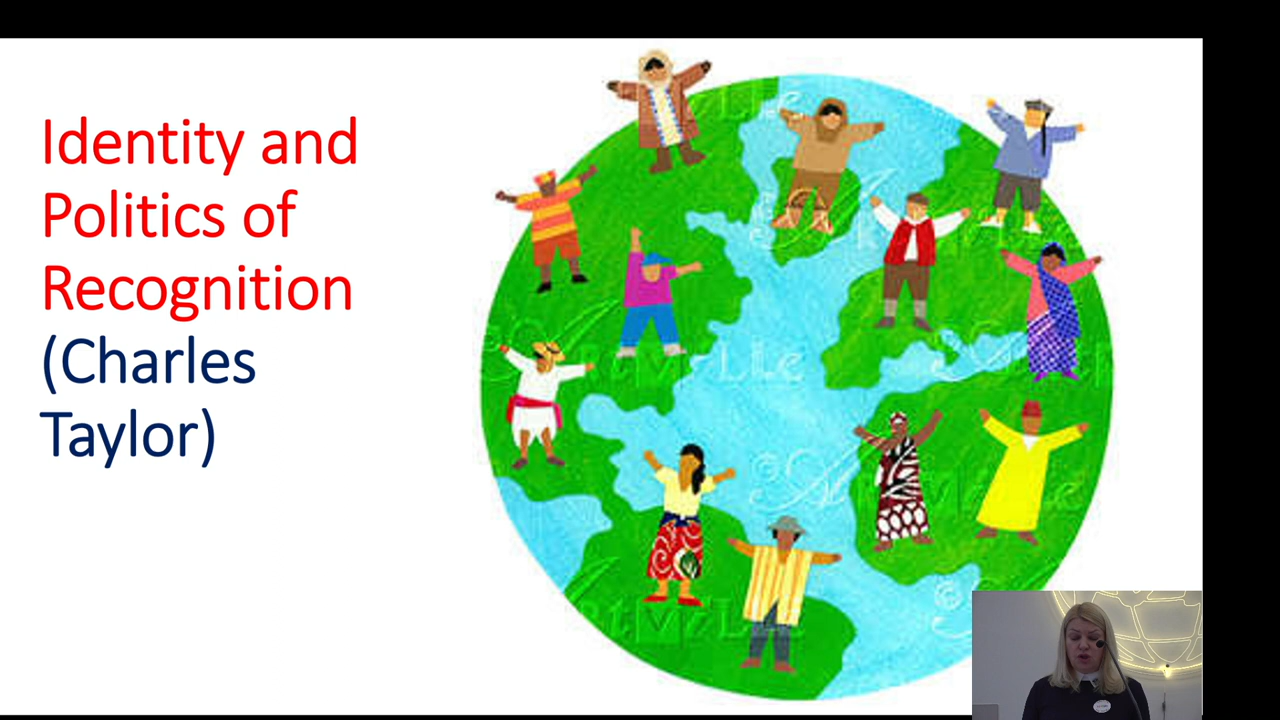 Identity and
Politics of
Recognition
(Charles
Taylor)